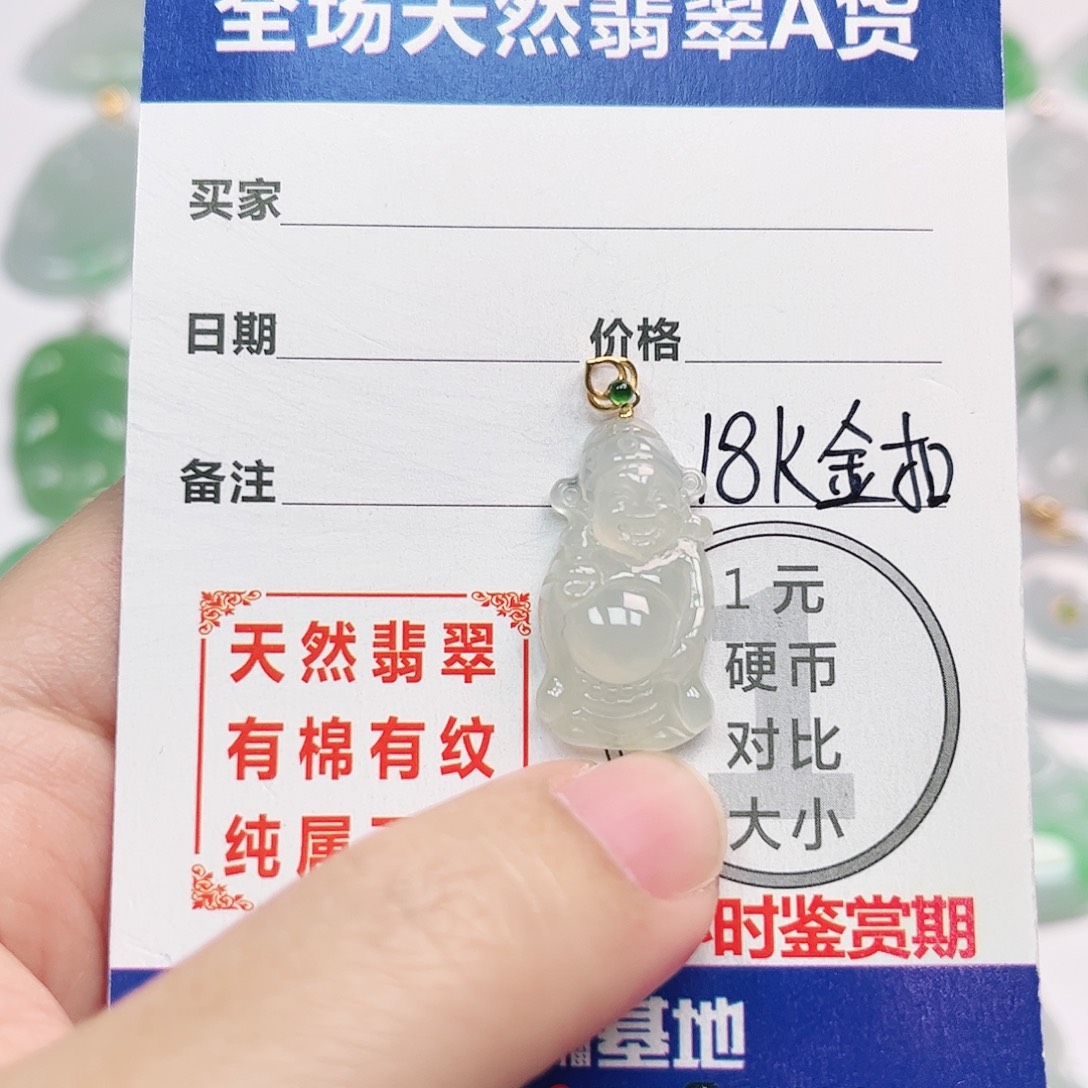 全场天然翡翠A货
买家
日期
价格
备注
18K金扣
天然翡翠
有棉有纹
纯属
1元
硬币
对比
大小
时鉴赏期
基地